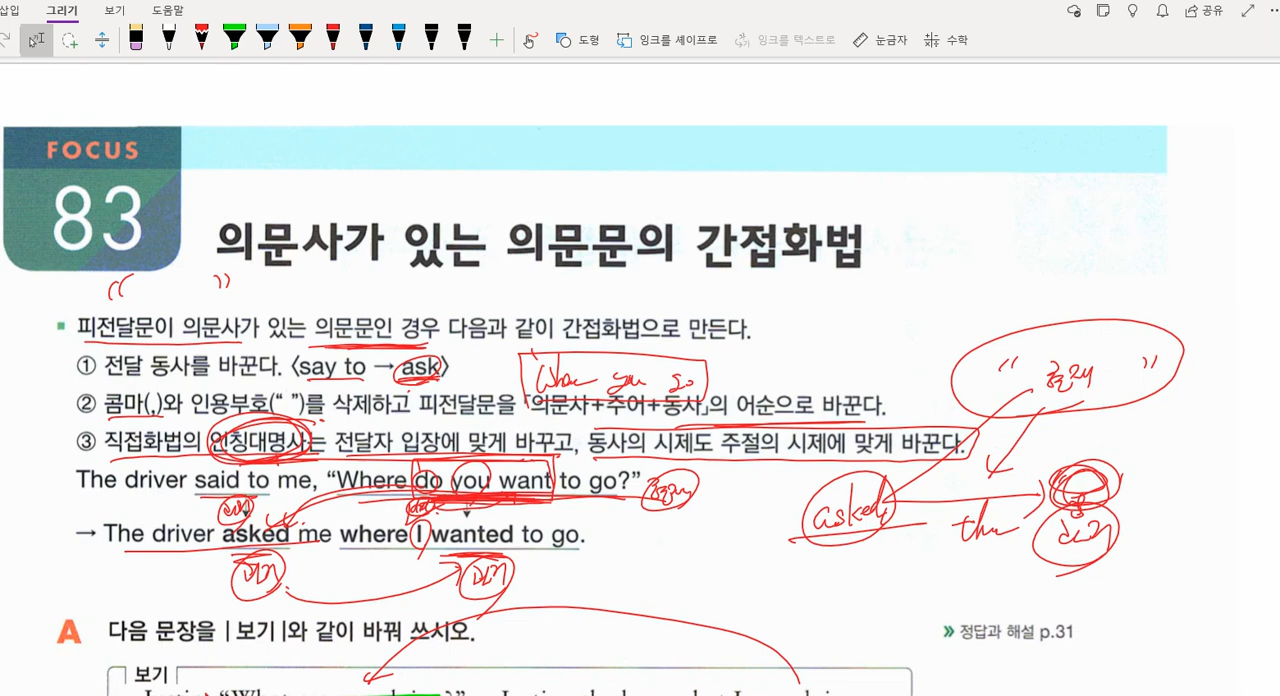 삽입 그리기 보기 도움말 공유
도형 잉크를 셰이프로 잉크를 텍스트로 눈금자 수학
FOCUS
83
의문사가 있는 의문문의 간접화법
“ ”
▪ 피전달문이 의문사가 있는 의문문인 경우 다음과 같이 간접화법으로 만든다.
① 전달 동사를 바꾼다. 〈say to → ask〉
② 콤마(,)와 인용부호(“ ”)를 삭제하고 피전달문을 「의문사+주어+동사」의 어순으로 바꾼다.
③ 직접화법의 인칭대명사는 전달자 입장에 맞게 바꾸고, 동사의 시제도 주절의 시제에 맞게 바꾼다.
The driver said to me, “Where do you want to go?”
→ The driver asked me where I wanted to go.
you go
“ 현재 ”
asked
과거
과거 과거
A 다음 문장을 | 보기 |와 같이 바꿔 쓰시오.
» 정답과 해설 p.31
보기